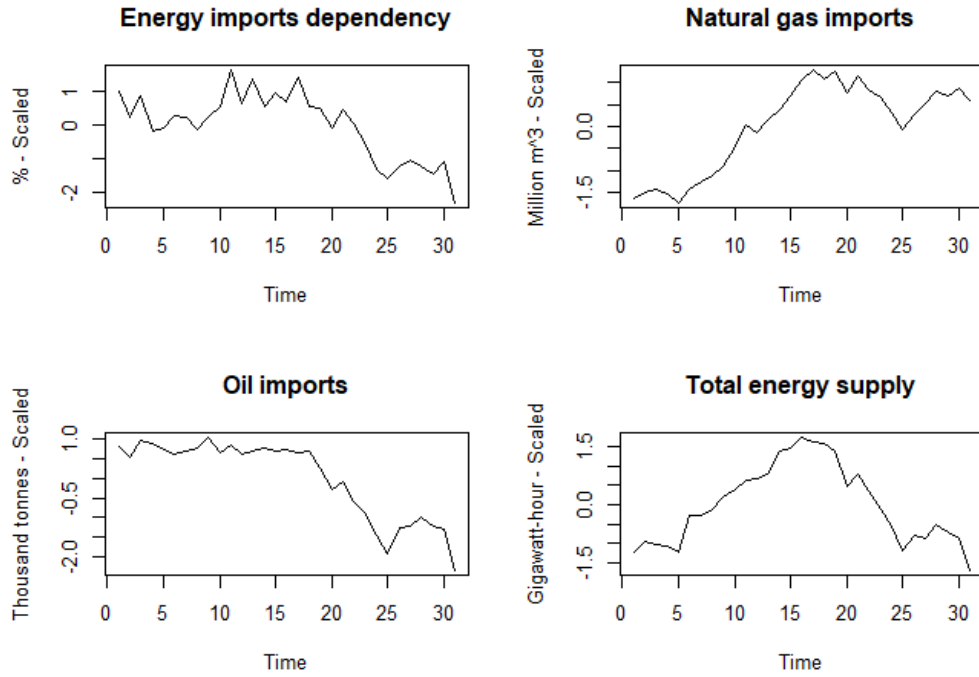 Energy imports dependency
% - Scaled
1
0
-2
0 5 10 15 20 25 30
Time
Natural gas imports
Million m^3 - Scaled
0.0
-1.5
0 5 10 15 20 25 30
Time
Oil imports
Thousand tonnes - Scaled
1.0
-0.5
-2.0
0 5 10 15 20 25 30
Time
Total energy supply
Gigawatt-hour - Scaled
1.5
0.0
-1.5
0 5 10 15 20 25 30
Time